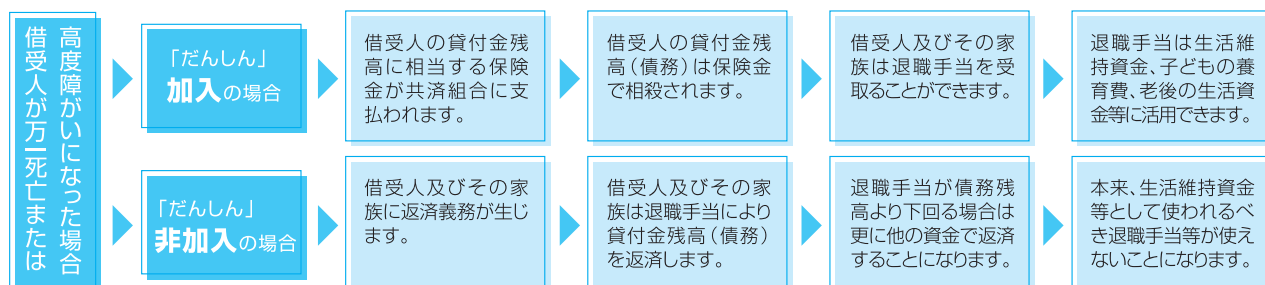 借受人が万一死亡または
高度障がいになった場合
「だんしん」
加入の場合
借受人の貸付金残
高に相当する保険
金が共済組合に支
払われます。
借受人の貸付金残
高（債務）は保険金
で相殺されます。
借受人及びその家
族は退職手当を受
取ることができます。
退職手当は生活維
持資金、子どもの養
育費、老後の生活資
金等に活用できます。
「だんしん」
非加入の場合
借受人及びその家
族に返済義務が生じ
ます。
借受人及びその家
族は退職手当により
貸付金残高（債務）
を返済します。
退職手当が債務残
高より下回る場合は
更に他の資金で返済
することになります。
本来、生活維持資金
等として使われるべ
き退職手当等が使え
ないことになります。